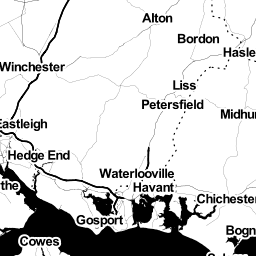 Alton
Bordon
Hasle
Winchester
Liss
Petersfield
Midhur
Eastleigh
Hedge End
Waterlooville
the
Havant
Chichester
Gosport
Bogn
Cowes